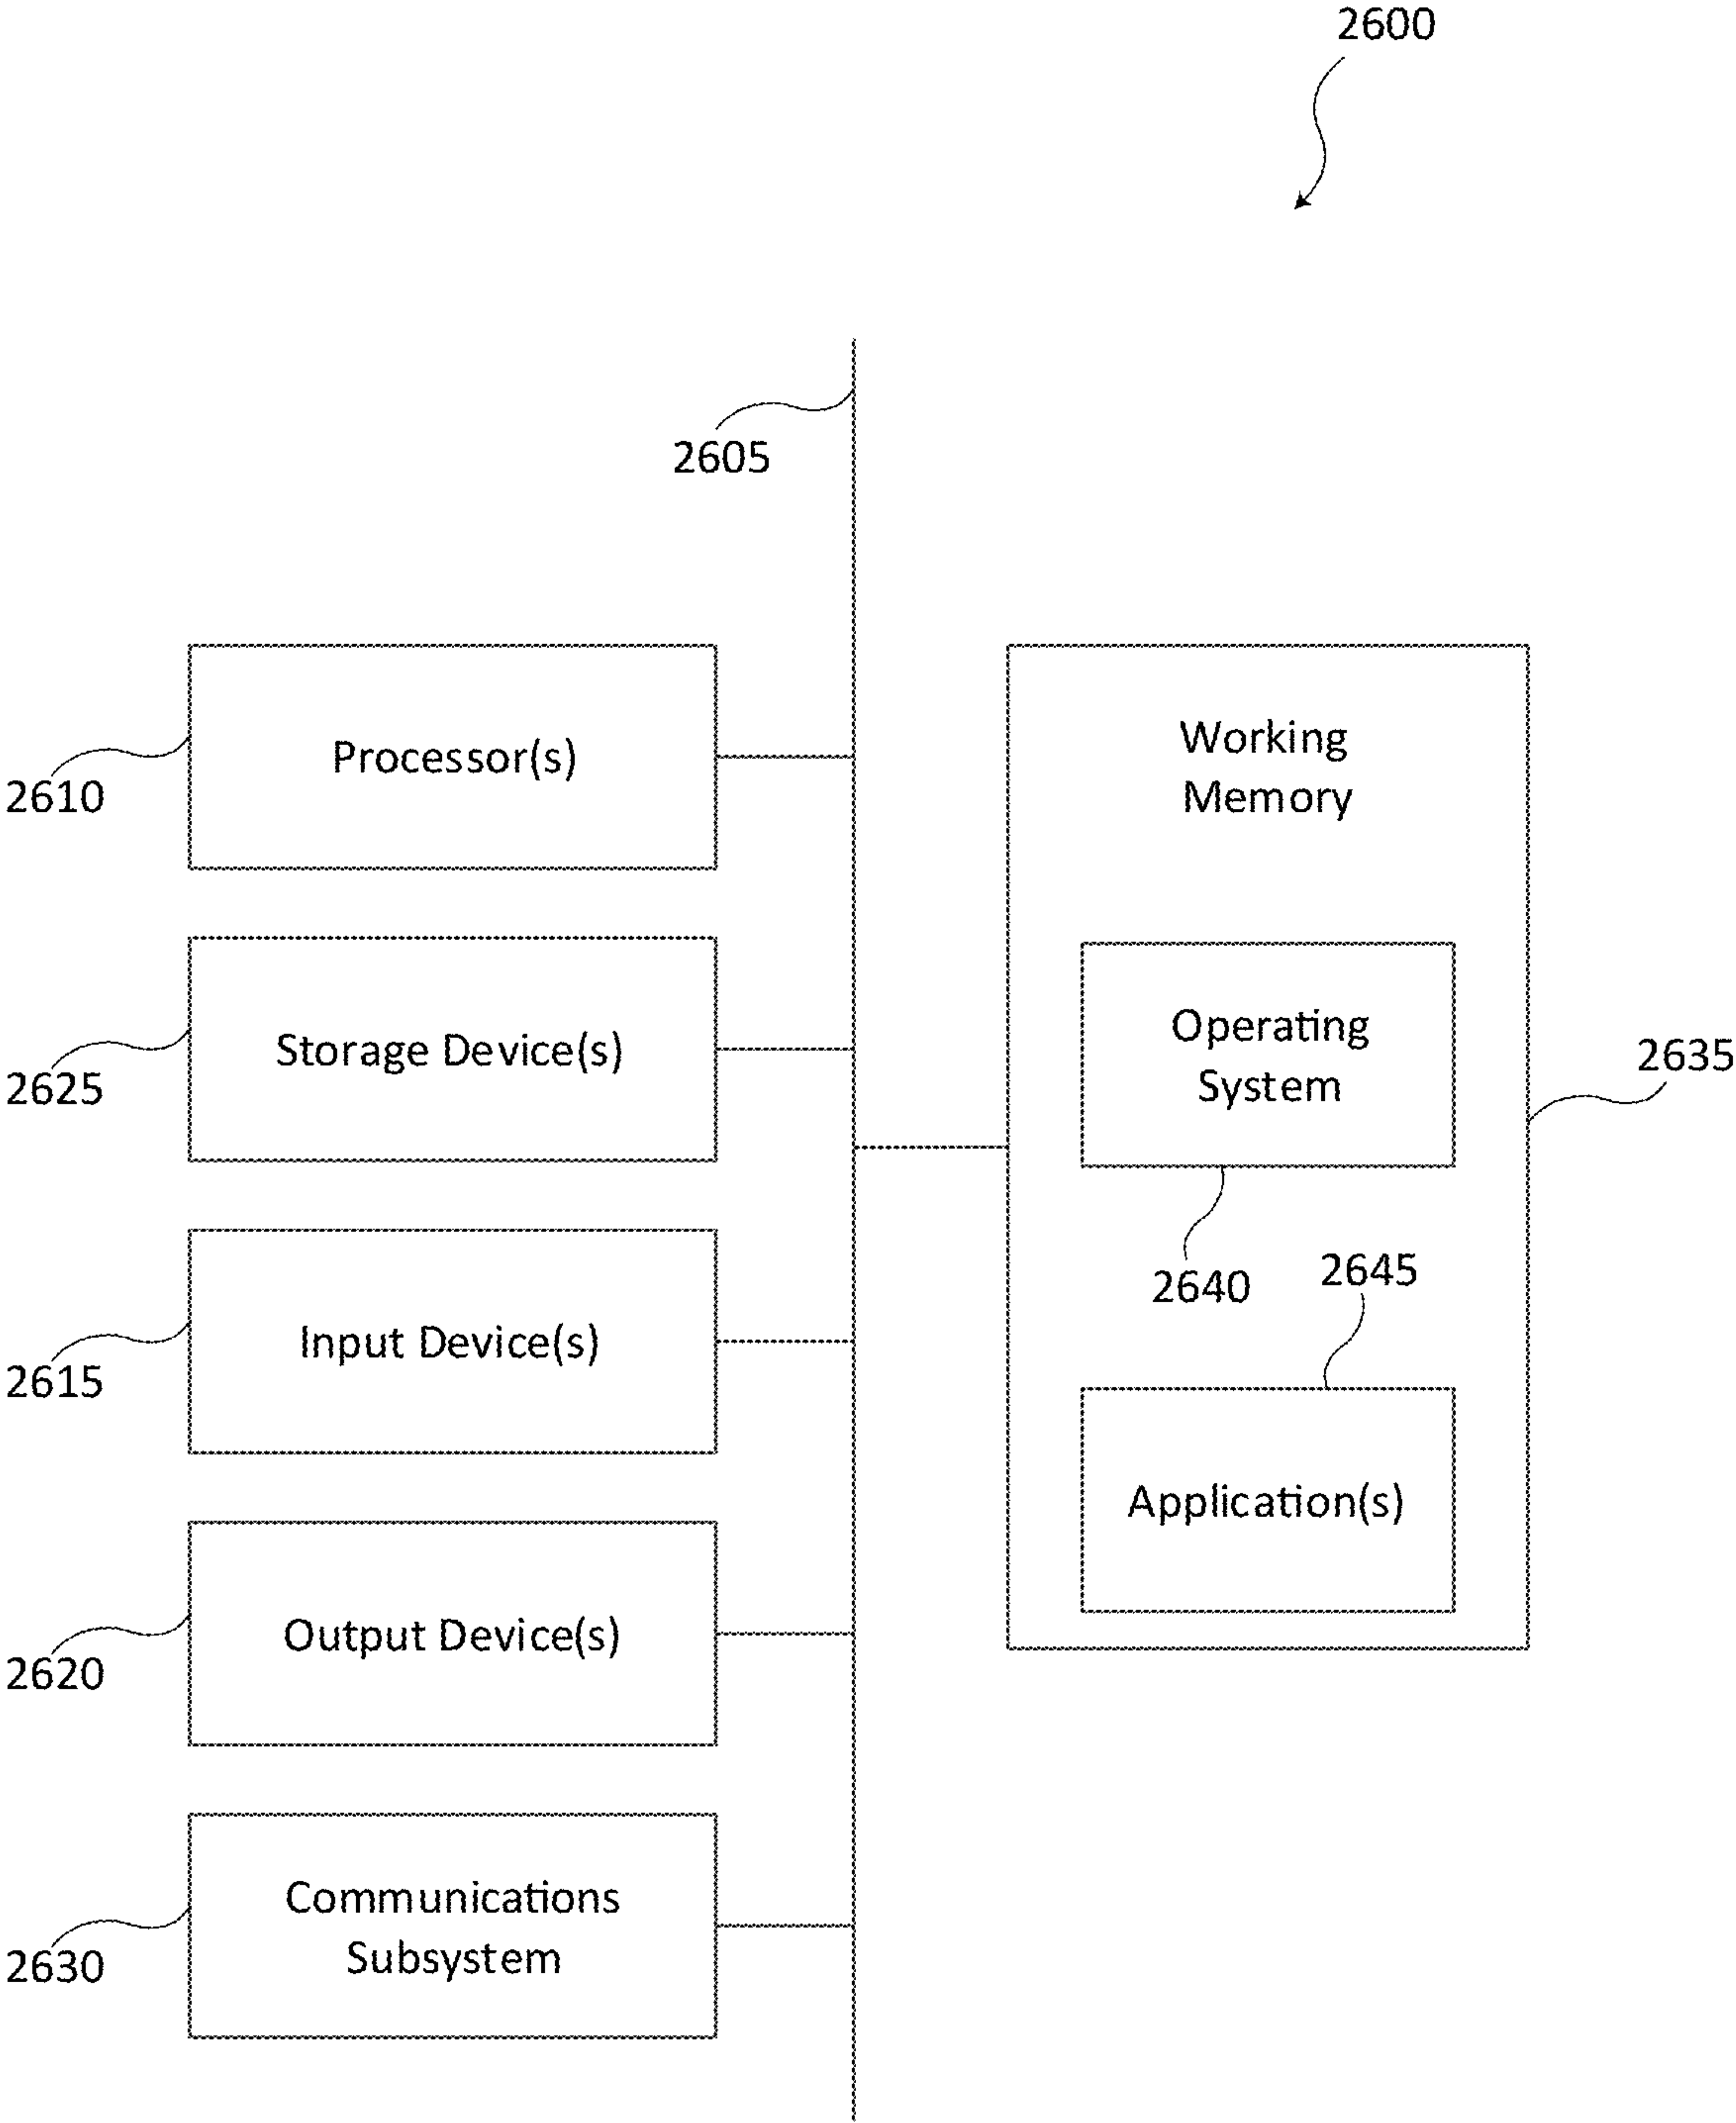 2600
2605
Processor(s)
2610
Storage Device(s)
2625
Input Device(s)
2615
Output Device(s)
2620
Communications
Subsystem
2630
Working
Memory
Operating
System
2635
2640
2645
Application(s)